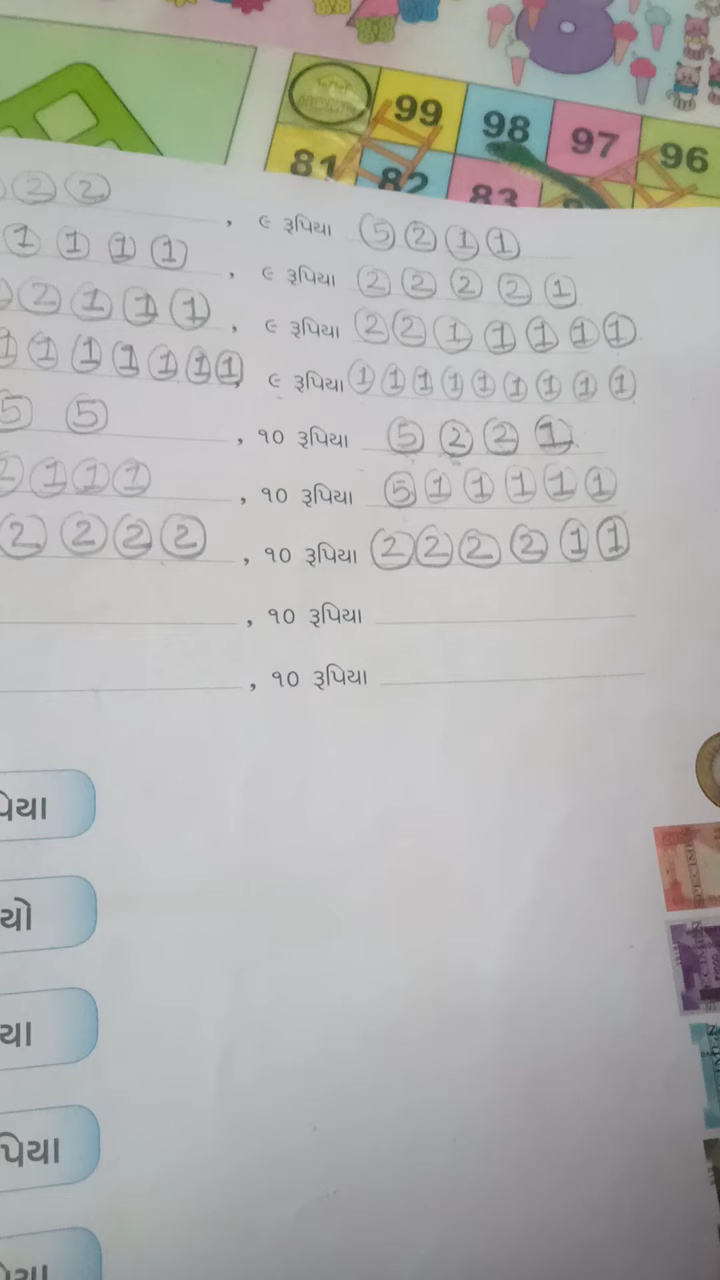 99 98 97 96
81 82 83
2 2 , ૯ રૂપિયા 5 2 1 1
1 1 1 1 , ૯ રૂપિયા 2 2 2 2 1
2 1 1 1 , ૯ રૂપિયા 2 2 1 1 1 1 1
1 1 1 1 1 1 1 ૯ રૂપિયા 1 1 1 1 1 1 1 1 1
5 5 , ૧૦ રૂપિયા 5 2 2 1
2 1 1 1 , ૧૦ રૂપિયા 5 1 1 1 1 1
2 2 2 2 , ૧૦ રૂપિયા 2 2 2 2 1 1
, ૧૦ રૂપિયા
, ૧૦ રૂપિયા